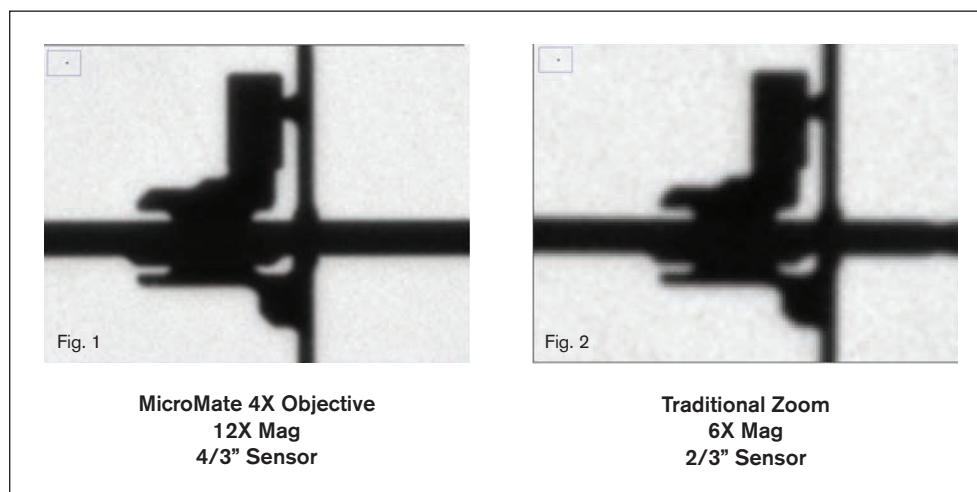 Fig. 1
Fig. 2
MicroMate 4X Objective
12X Mag
4/3” Sensor
Traditional Zoom
6X Mag
2/3” Sensor